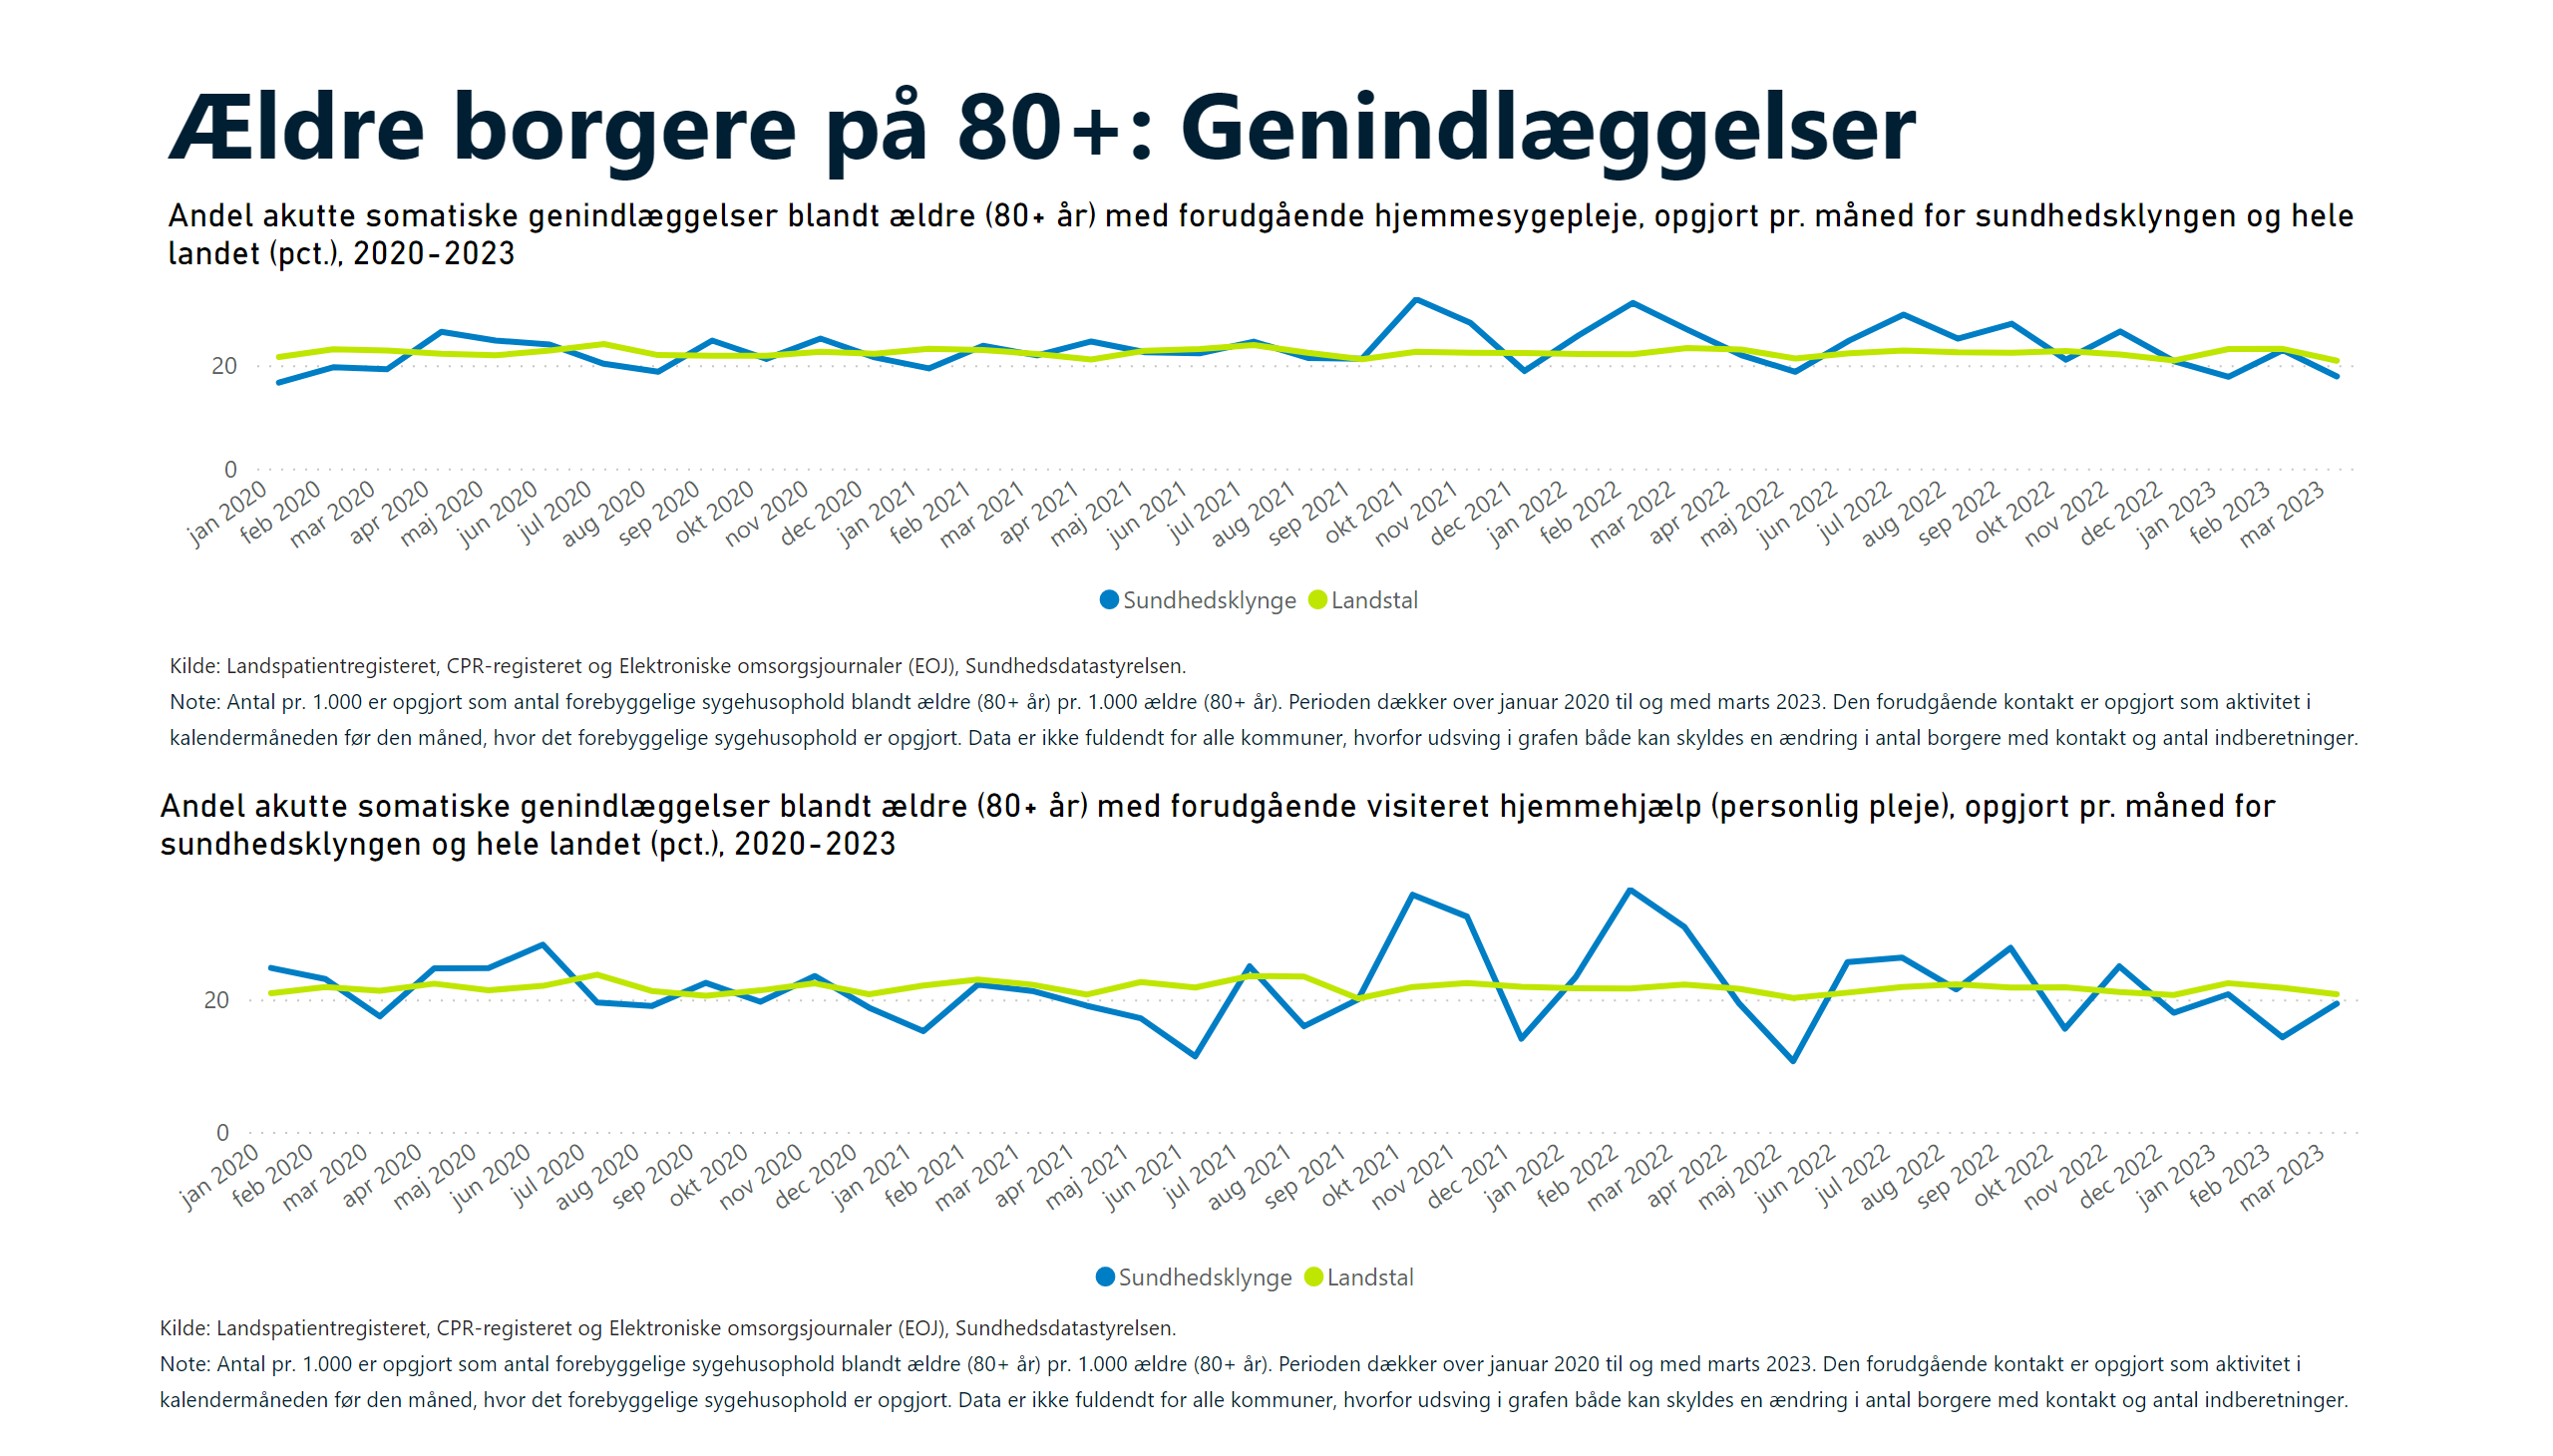 Ældre borgere på 80+: Genindlæggelser
Andel akutte somatiske genindlæggelser blandt ældre (80+ år) med forudgående hjemmesygepleje, opgjort pr. måned for sundhedsklyngen og hele
landet (pct.), 2020-2023
20
0
jan 2020
feb 2020
mar 2020
apr 2020
maj 2020
jun 2020
jul 2020
aug 2020
sep 2020
okt 2020
nov 2020
dec 2020
jan 2021
feb 2021
mar 2021
apr 2021
maj 2021
jun 2021
jul 2021
aug 2021
sep 2021
okt 2021
nov 2021
dec 2021
jan 2022
feb 2022
mar 2022
apr 2022
maj 2022
jun 2022
jul 2022
aug 2022
sep 2022
okt 2022
nov 2022
dec 2022
jan 2023
feb 2023
mar 2023
Sundhedsklynge Landstal
Kilde: Landspatientregisteret, CPR-registeret og Elektroniske omsorgsjournaler (EOJ), Sundhedsdatastyrelsen.
Note: Antal pr. 1.000 er opgjort som antal forebyggelige sygehusophold blandt ældre (80+ år) pr. 1.000 ældre (80+ år). Perioden dækker over januar 2020 til og med marts 2023. Den forudgående kontakt er opgjort som aktivitet i
kalendermåneden før den måned, hvor det forebyggelige sygehusophold er opgjort. Data er ikke fuldendt for alle kommuner, hvorfor udsving i grafen både kan skyldes en ændring i antal borgere med kontakt og antal indberetninger.
Andel akutte somatiske genindlæggelser blandt ældre (80+ år) med forudgående visiteret hjemmehjælp (personlig pleje), opgjort pr. måned for
sundhedsklyngen og hele landet (pct.), 2020-2023
20
0
jan 2020
feb 2020
mar 2020
apr 2020
maj 2020
jun 2020
jul 2020
aug 2020
sep 2020
okt 2020
nov 2020
dec 2020
jan 2021
feb 2021
mar 2021
apr 2021
maj 2021
jun 2021
jul 2021
aug 2021
sep 2021
okt 2021
nov 2021
dec 2021
jan 2022
feb 2022
mar 2022
apr 2022
maj 2022
jun 2022
jul 2022
aug 2022
sep 2022
okt 2022
nov 2022
dec 2022
jan 2023
feb 2023
mar 2023
Sundhedsklynge Landstal
Kilde: Landspatientregisteret, CPR-registeret og Elektroniske omsorgsjournaler (EOJ), Sundhedsdatastyrelsen.
Note: Antal pr. 1.000 er opgjort som antal forebyggelige sygehusophold blandt ældre (80+ år) pr. 1.000 ældre (80+ år). Perioden dækker over januar 2020 til og med marts 2023. Den forudgående kontakt er opgjort som aktivitet i
kalendermåneden før den måned, hvor det forebyggelige sygehusophold er opgjort. Data er ikke fuldendt for alle kommuner, hvorfor udsving i grafen både kan skyldes en ændring i antal borgere med kontakt og antal indberetninger.